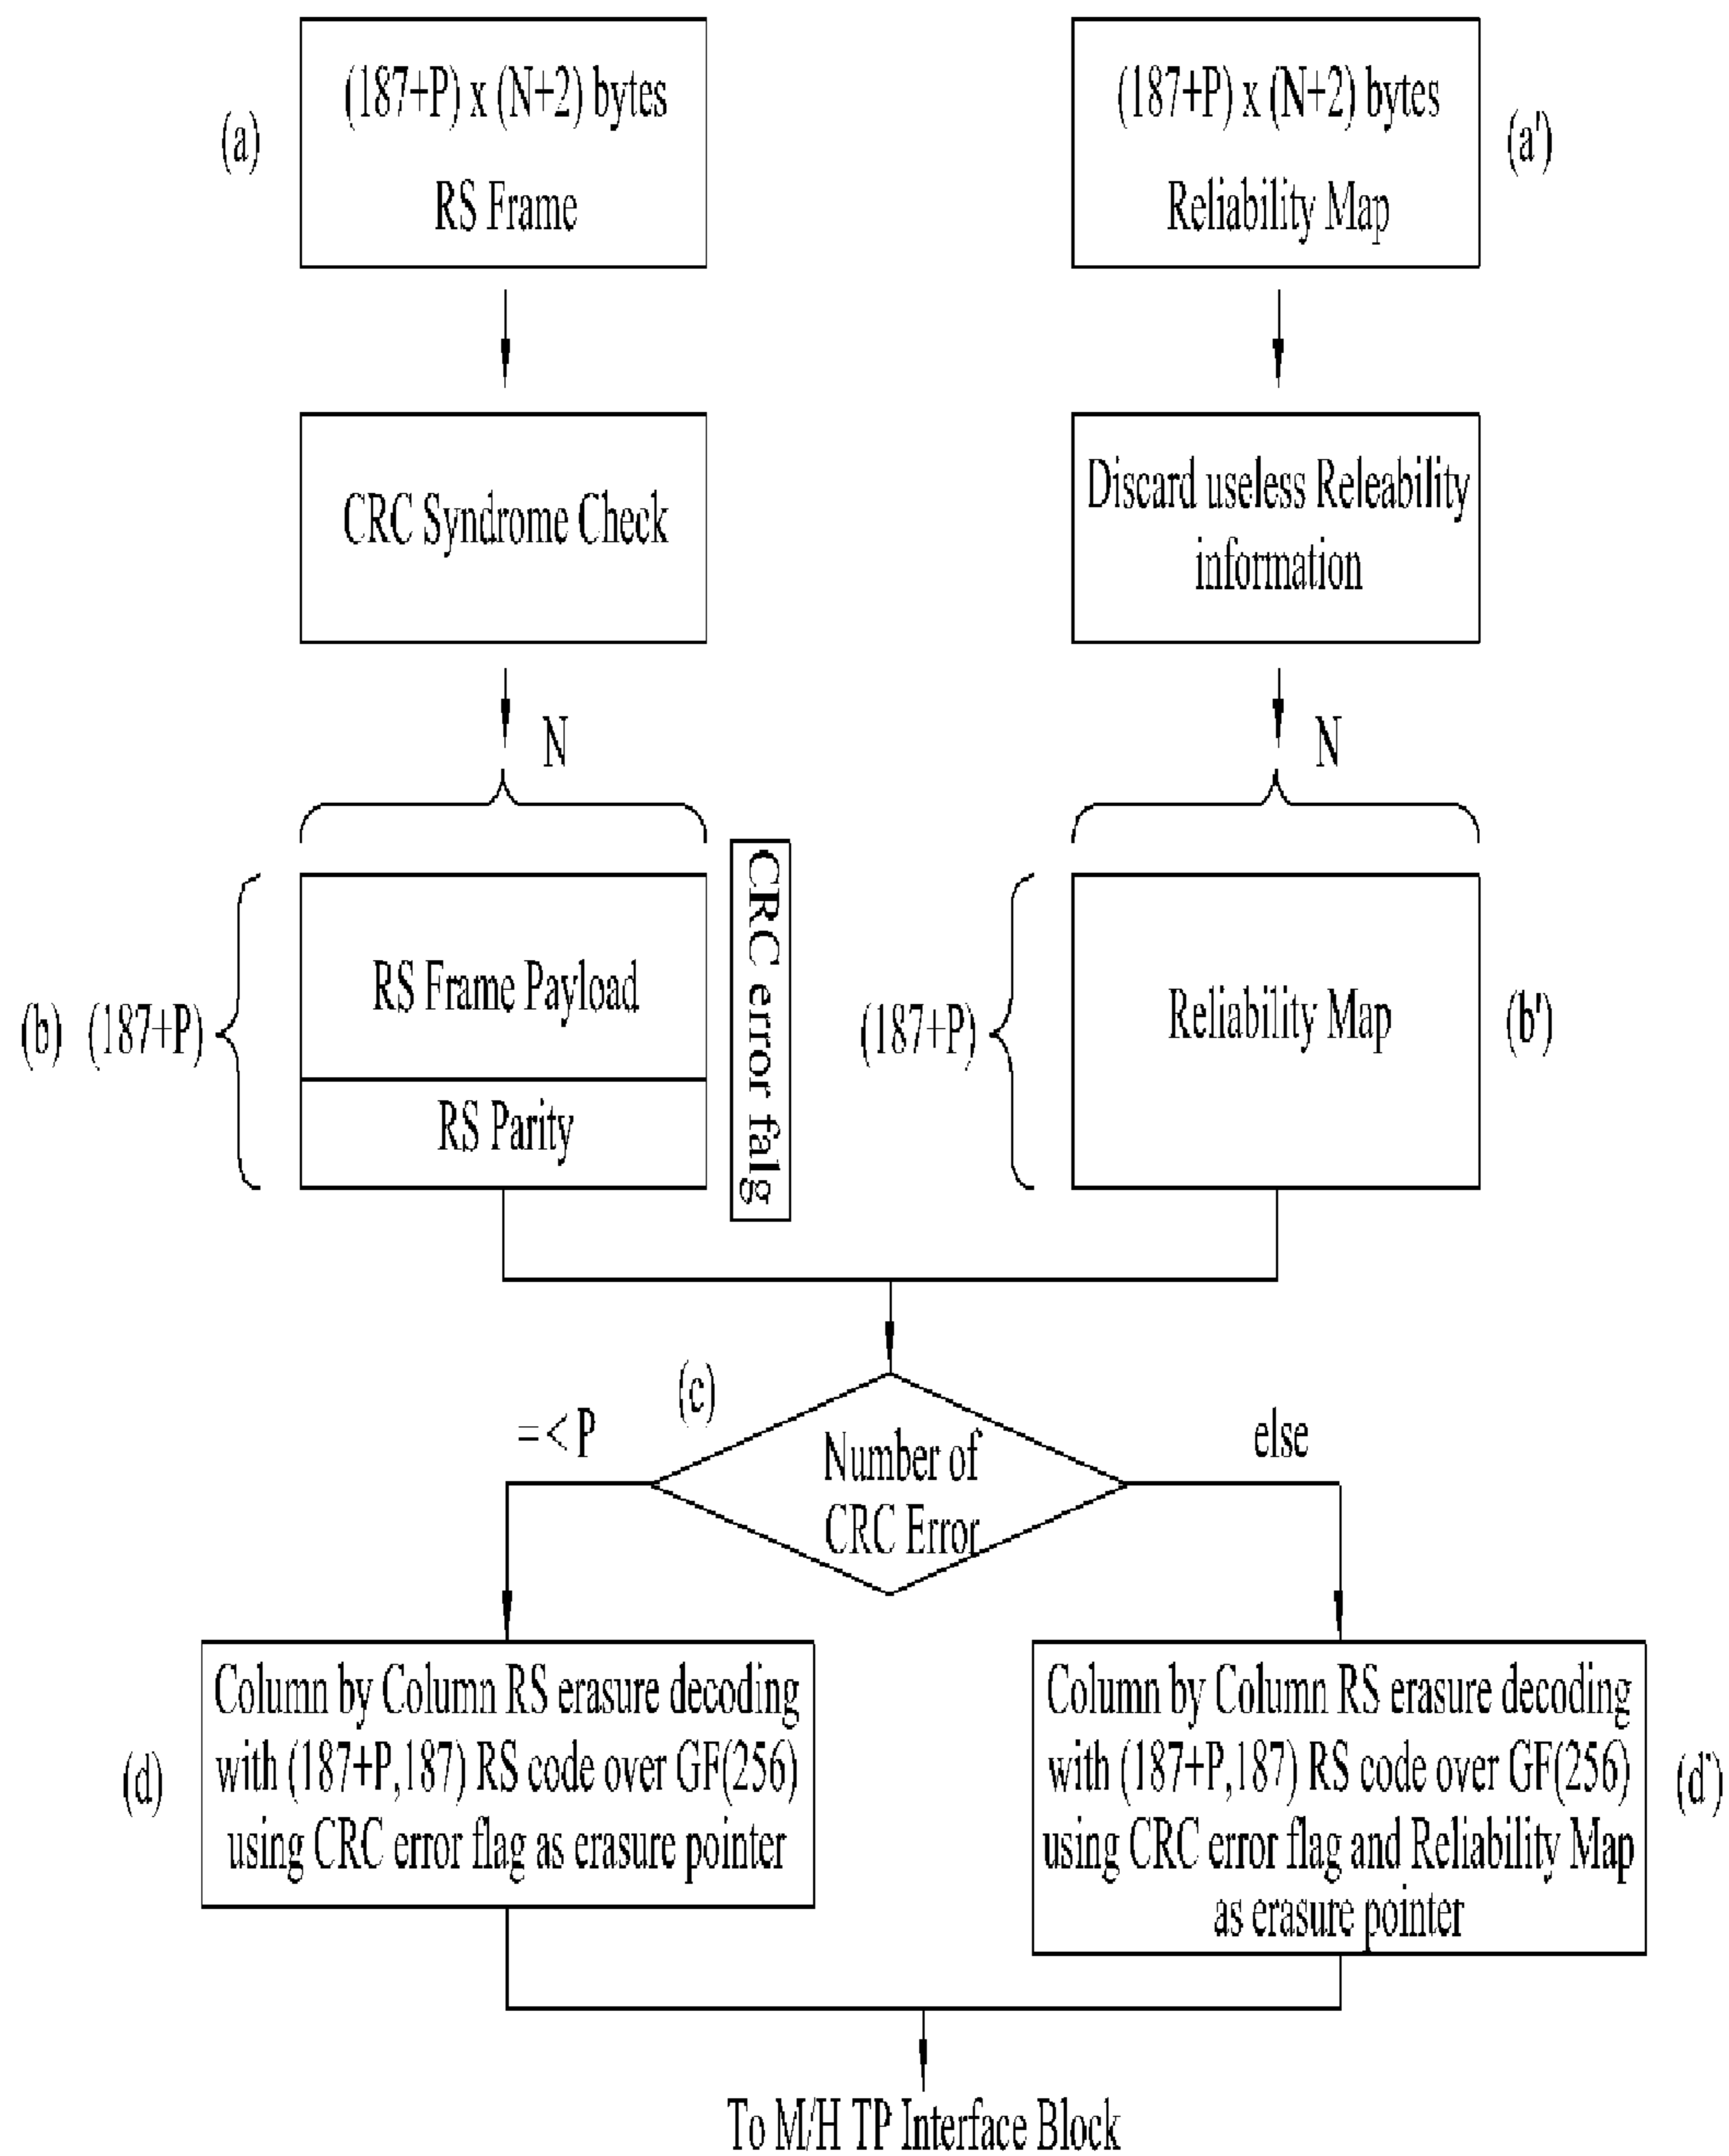 (a)
(187+P) x (N+2) bytes
RS Frame
(187+P) x (N+2) bytes
Reliability Map
(a')
CRC Syndrome Check
Discard useless Releability
information
N
N
(b)
(187+P)
RS Frame Payload
RS Parity
CRC error falg
(187+P)
Reliability Map
(b')
(c)
=< P
Number of
CRC Error
else
(d)
Column by Column RS erasure decoding
with (187+P,187) RS code over GF(256)
using CRC error flag as erasure pointer
Column by Column RS erasure decoding
with (187+P,187) RS code over GF(256)
using CRC error flag and Reliability Map
as erasure pointer
(d')
To M/H TP Interface Block